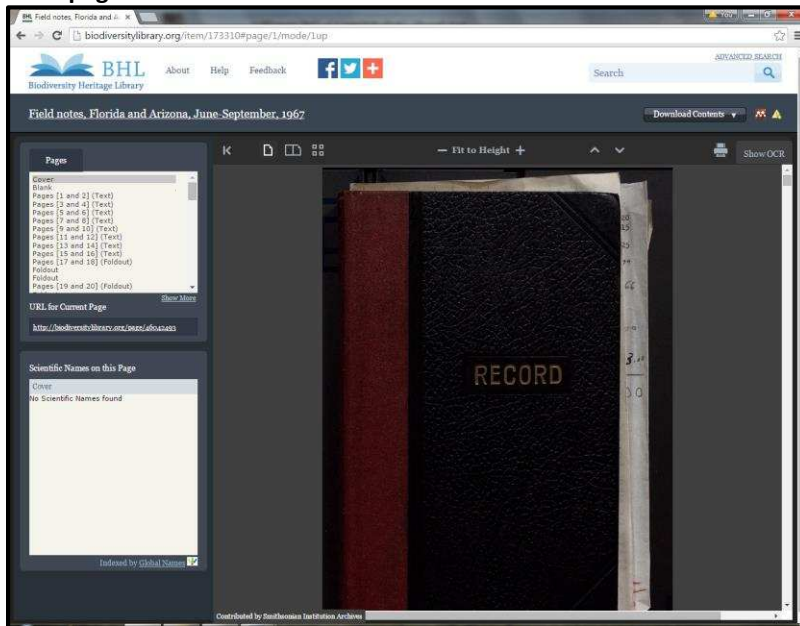 Field notes, Florida and A
You
biodiversitylibrary.org/item/173310#page/1/mode/1up
BHL
Biodiversity Heritage Library
About Help Feedback
ADVANCED SEARCH
Search
Field notes, Florida and Arizona, June-September, 1967
Download Contents
Pages
Fit to Height
Show OCR
Cover
Blank
Pages [1 and 2] (Text)
Pages [3 and 4] (Text)
Pages [5 and 6] (Text)
Pages [7 and 8] (Text)
Pages [9 and 10] (Text)
Pages [11 and 12] (Text)
Pages [13 and 14] (Text)
Pages [15 and 16] (Text)
Pages [17 and 18] (Foldout)
Foldout
Foldout
Pages [19 and 20] (Foldout)
Show More
URL for Current Page
http://biodiversitylibrary.org/page/46042493
Scientific Names on this Page
Cover
No Scientific Names found
Indexed by Global Names
RECORD
Contributed by Smithsonian Institution Archives